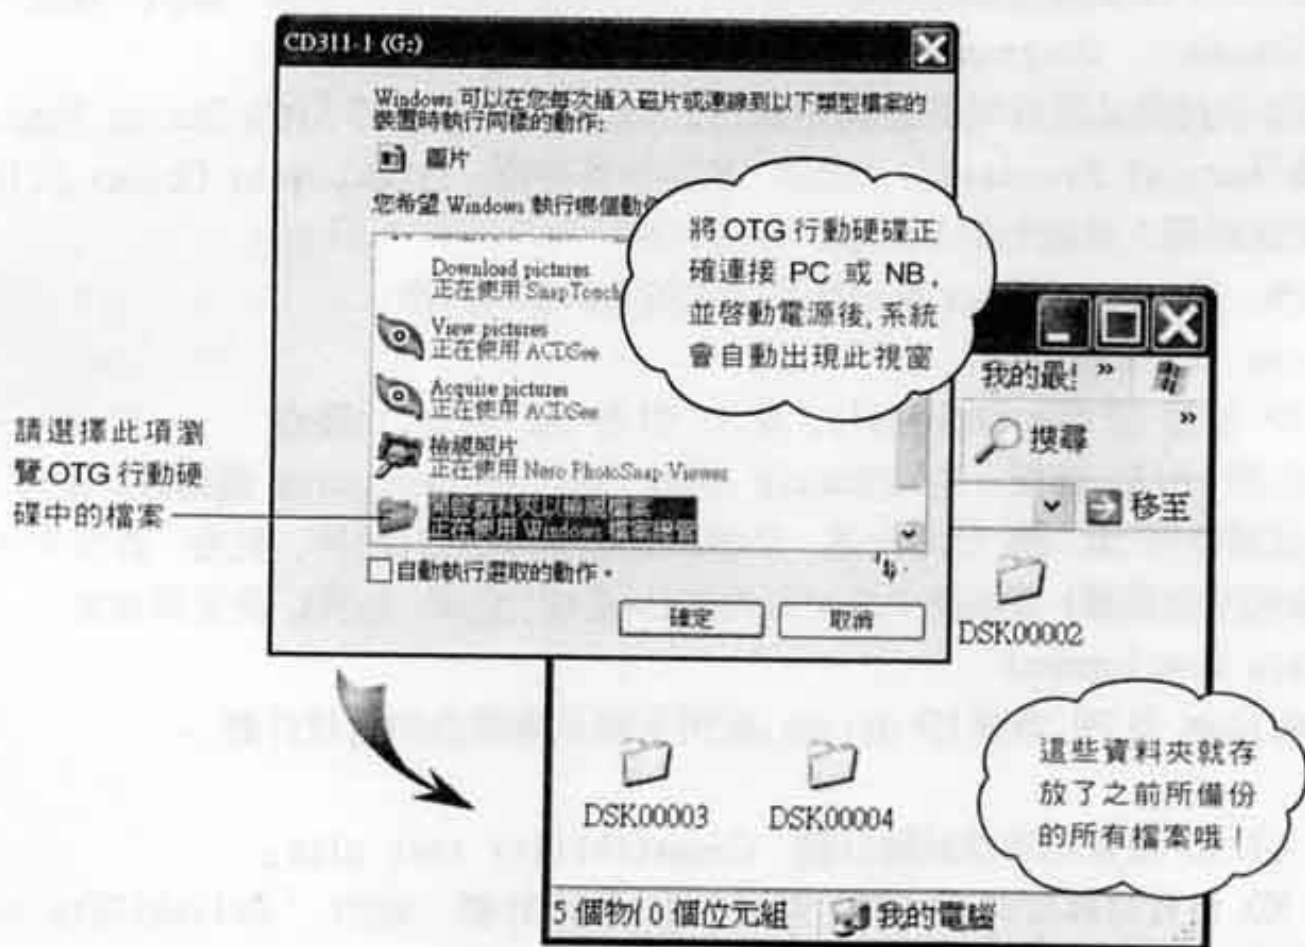 CD311-1 (G:)
Windows 可以在您每次插入磁片或連線到以下類型檔案的
裝置時執行同樣的動作:
圖片
您希望 Windows 執行哪個動作
Download pictures
正在使用 SnapTouch
View pictures
正在使用 ACDSee
Acquire pictures
正在使用 ACDSee
檢視照片
正在使用 Nero PhotoSnap Viewer
開啟資料夾以檢視檔案
正在使用 Windows 檔案總管
自動執行選取的動作。
確定
取消
將 OTG 行動硬碟正
確連接 PC 或 NB,
並啓動電源後, 系統
會自動出現此視窗
請選擇此項瀏
覽 OTG 行動硬
碟中的檔案
我的最
»
»
搜尋
移至
DSK00002
DSK00003
DSK00004
這些資料夾就存
放了之前所備份
的所有檔案哦!
5 個物
0 個位元組
我的電腦